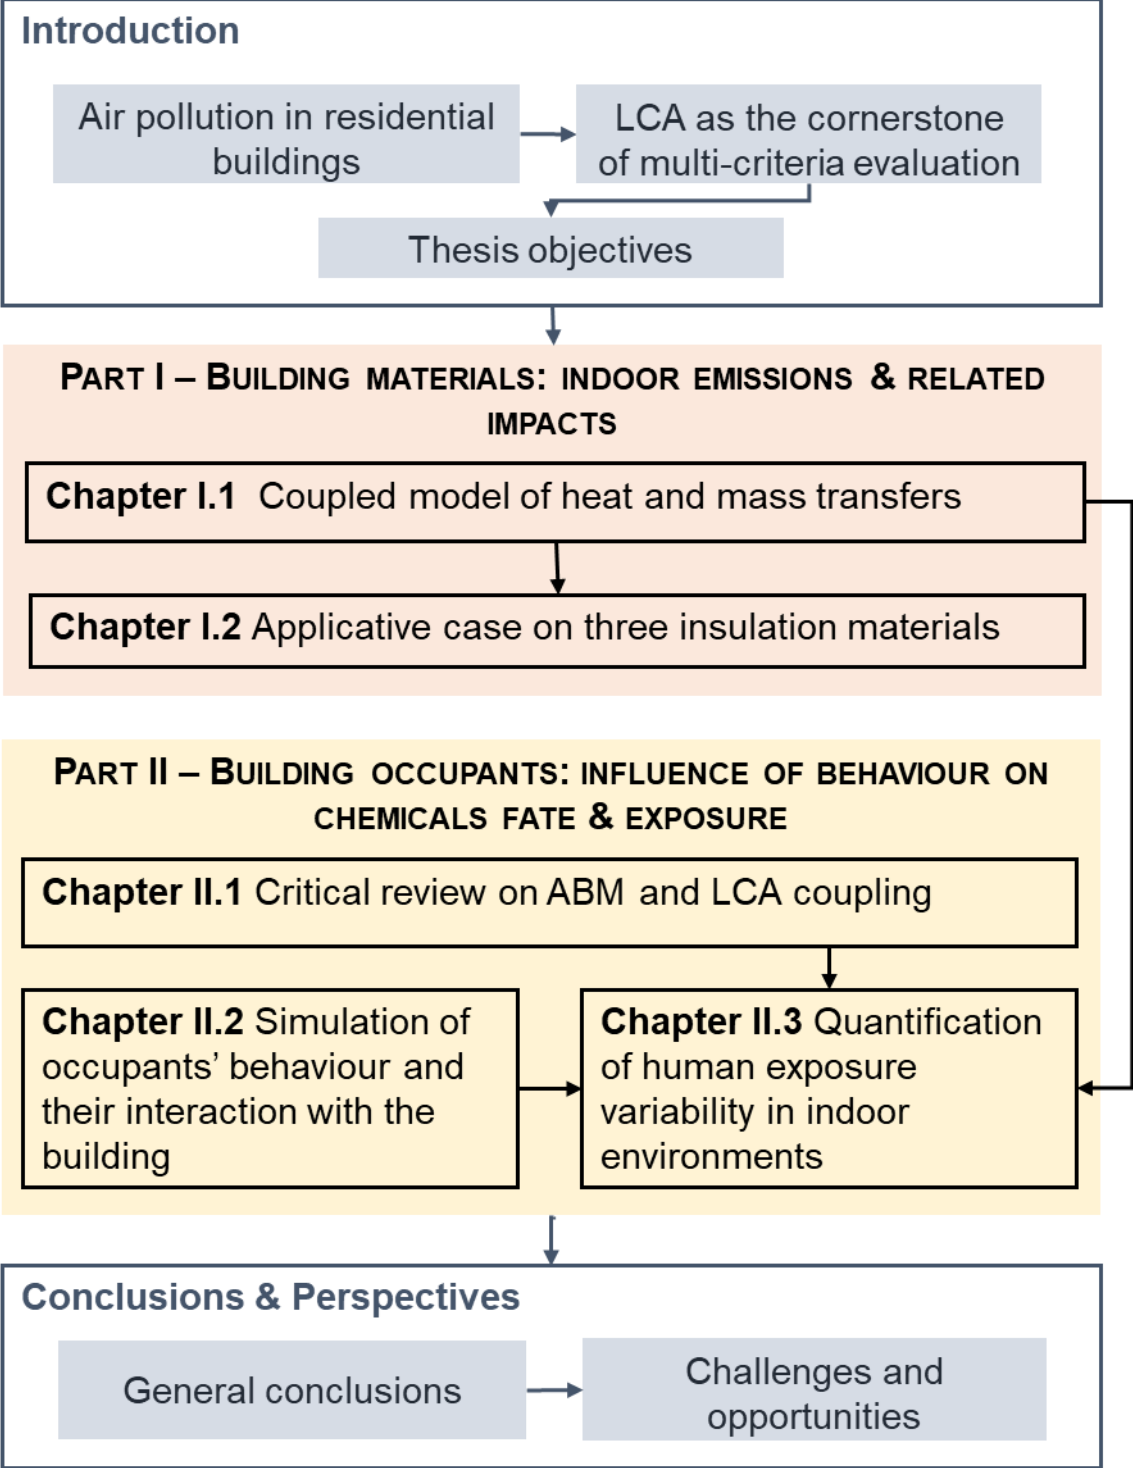 Introduction
Air pollution in residential
buildings
LCA as the cornerstone
of multi-criteria evaluation
Thesis objectives
PART I – BUILDING MATERIALS: INDOOR EMISSIONS & RELATED
IMPACTS
Chapter I.1 Coupled model of heat and mass transfers
Chapter I.2 Applicative case on three insulation materials
PART II – BUILDING OCCUPANTS: INFLUENCE OF BEHAVIOUR ON
CHEMICALS FATE & EXPOSURE
Chapter II.1 Critical review on ABM and LCA coupling
Chapter II.2 Simulation of
occupants’ behaviour and
their interaction with the
building
Chapter II.3 Quantification
of human exposure
variability in indoor
environments
Conclusions & Perspectives
General conclusions
Challenges and
opportunities